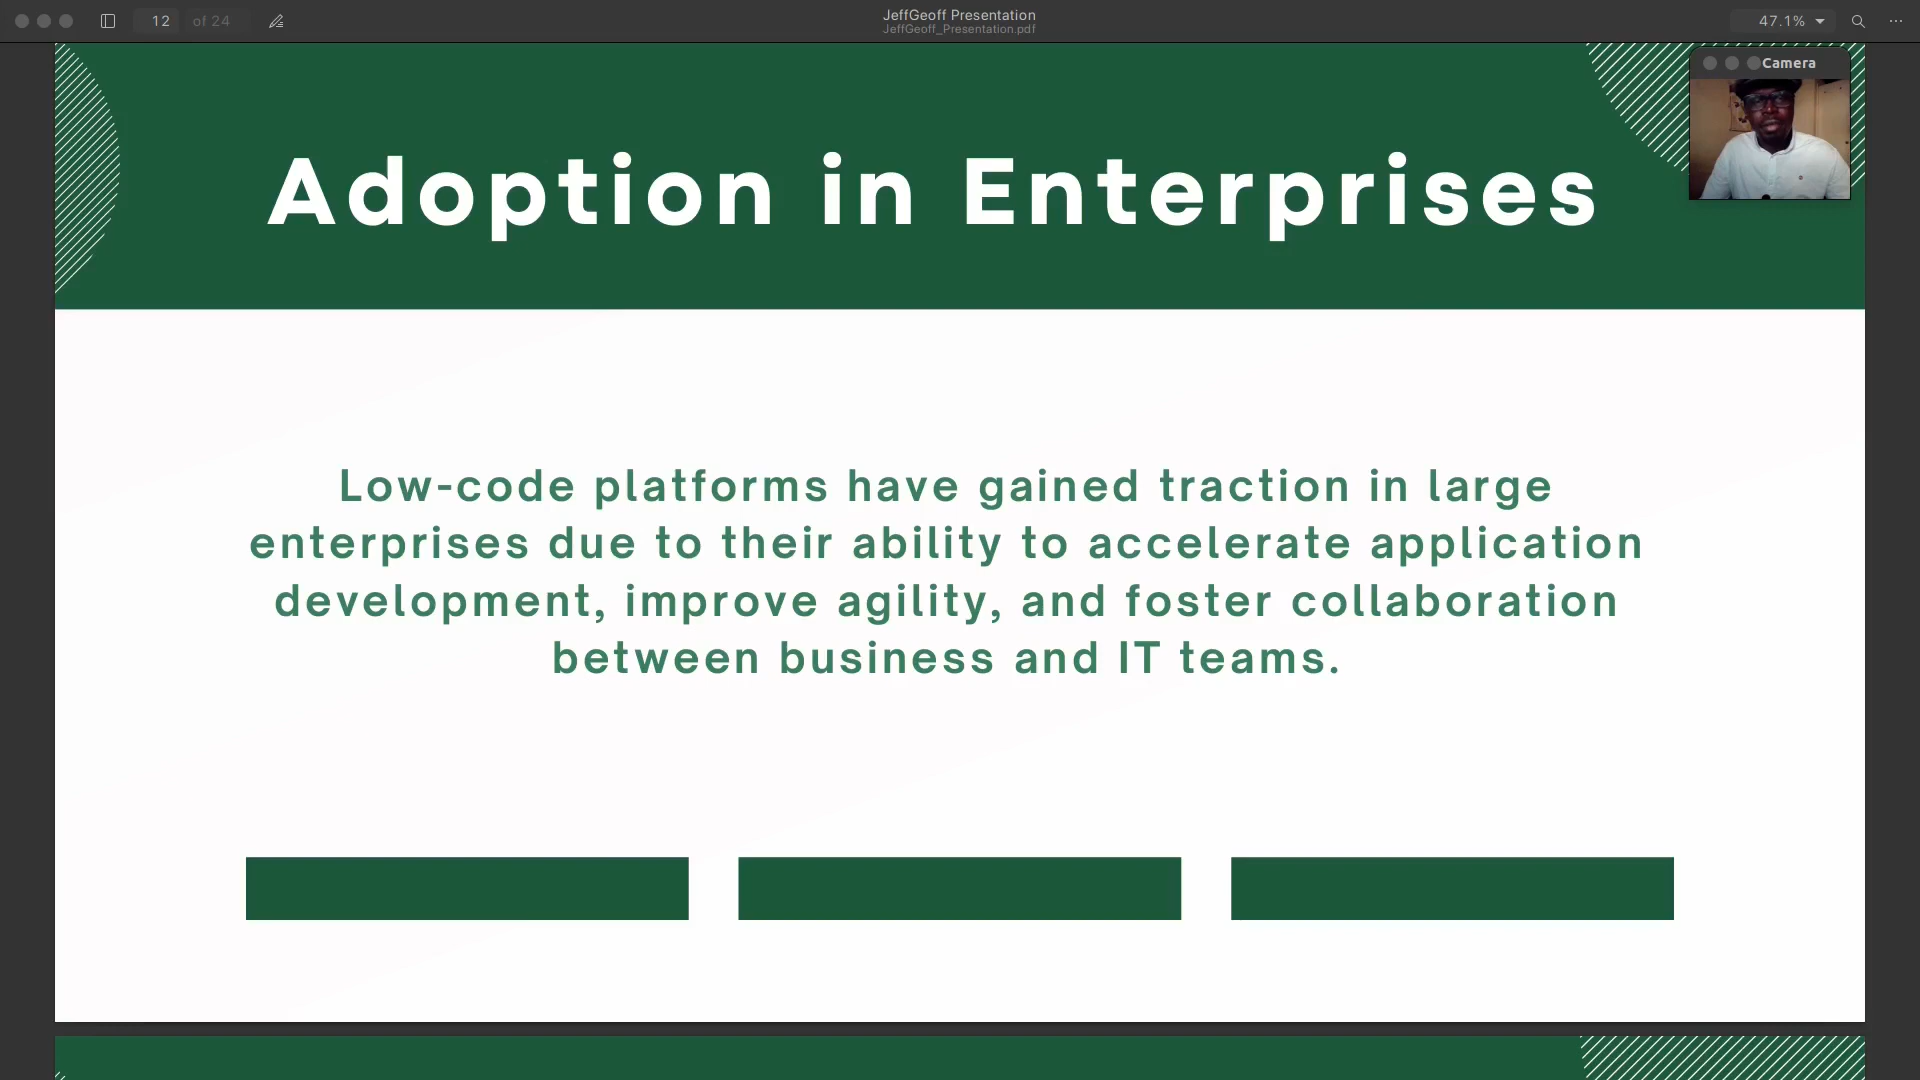 12 of 24
JeffGeoff Presentation
JeffGeoff_Presentation.pdf
47.1%
Camera
Adoption in Enterprises
Low-code platforms have gained traction in large
enterprises due to their ability to accelerate application
development, improve agility, and foster collaboration
between business and IT teams.